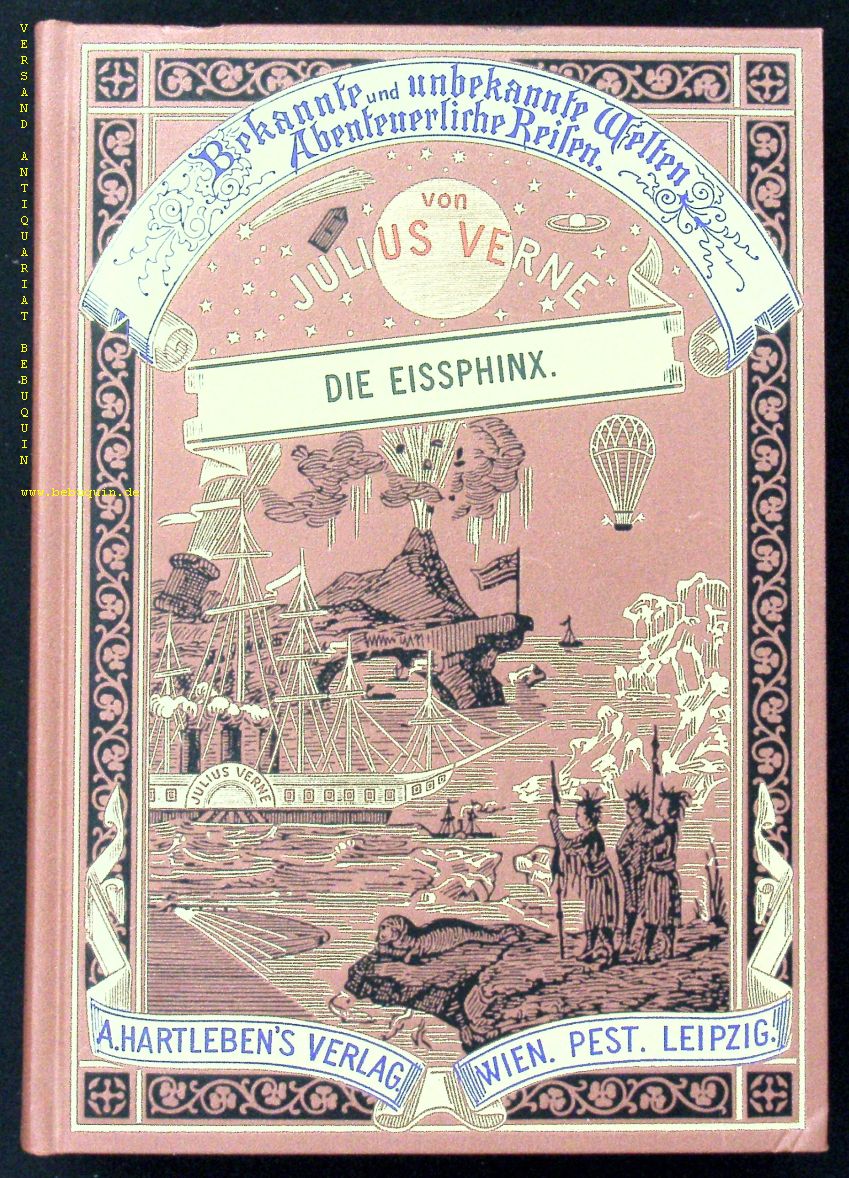 Bekannte und unbekannte Welten
Abenteuerliche Reisen.
von
JULIUS VERNE
DIE EISSPHINX.
JULIUS VERNE
A. HARTLEBEN'S VERLAG.
WIEN. PEST. LEIPZIG!
VERSAND ANTIQUARIAT BEBUQUIN
www.bebuquin.de